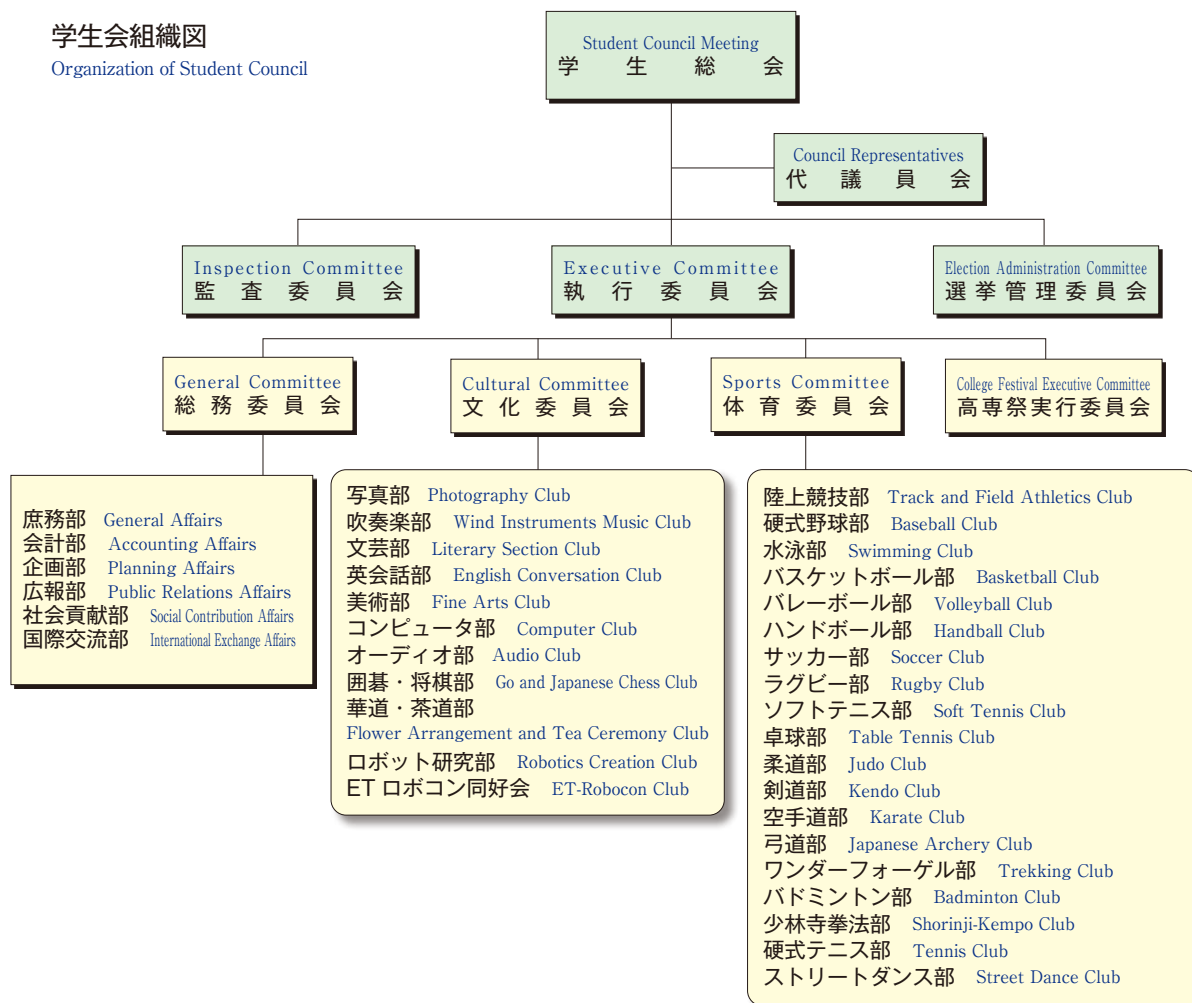 学生会組織図
Organization of Student Council
Student Council Meeting
学生総会
Council Representatives
代議員会
Inspection Committee
監査委員会
Executive Committee
執行委員会
Election Administration Committee
選挙管理委員会
General Committee
総務委員会
Cultural Committee
文化委員会
Sports Committee
体育委員会
College Festival Executive Committee
高専祭実行委員会
庶務部 General Affairs
会計部 Accounting Affairs
企画部 Planning Affairs
広報部 Public Relations Affairs
社会貢献部 Social Contribution Affairs
国際交流部 International Exchange Affairs
写真部 Photography Club
吹奏楽部 Wind Instruments Music Club
文芸部 Literary Section Club
英会話部 English Conversation Club
美術部 Fine Arts Club
コンピュータ部 Computer Club
オーディオ部 Audio Club
囲碁・将棋部 Go and Japanese Chess Club
華道・茶道部
Flower Arrangement and Tea Ceremony Club
ロボット研究部 Robotics Creation Club
ET ロボコン同好会 ET-Robocon Club
陸上競技部 Track and Field Athletics Club
硬式野球部 Baseball Club
水泳部 Swimming Club
バスケットボール部 Basketball Club
バレーボール部 Volleyball Club
ハンドボール部 Handball Club
サッカー部 Soccer Club
ラグビー部 Rugby Club
ソフトテニス部 Soft Tennis Club
卓球部 Table Tennis Club
柔道部 Judo Club
剣道部 Kendo Club
空手道部 Karate Club
弓道部 Japanese Archery Club
ワンダーフォーゲル部 Trekking Club
バドミントン部 Badminton Club
少林寺拳法部 Shorinji-Kempo Club
硬式テニス部 Tennis Club
ストリートダンス部 Street Dance Club